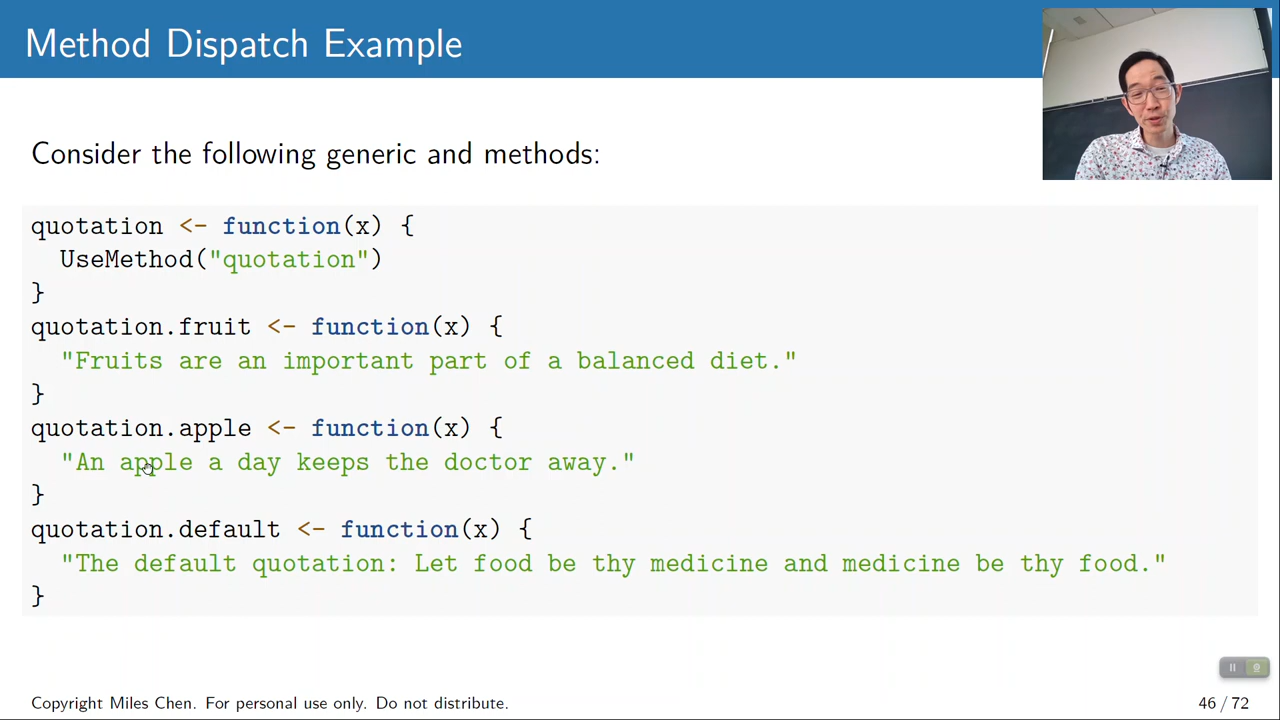 Method Dispatch Example
Consider the following generic and methods:
quotation <- function(x) {
  UseMethod("quotation")
}
quotation.fruit <- function(x) {
  "Fruits are an important part of a balanced diet."
}
quotation.apple <- function(x) {
  "An apple a day keeps the doctor away."
}
quotation.default <- function(x) {
  "The default quotation: Let food be thy medicine and medicine be thy food."
}
Copyright Miles Chen. For personal use only. Do not distribute.
46 / 72